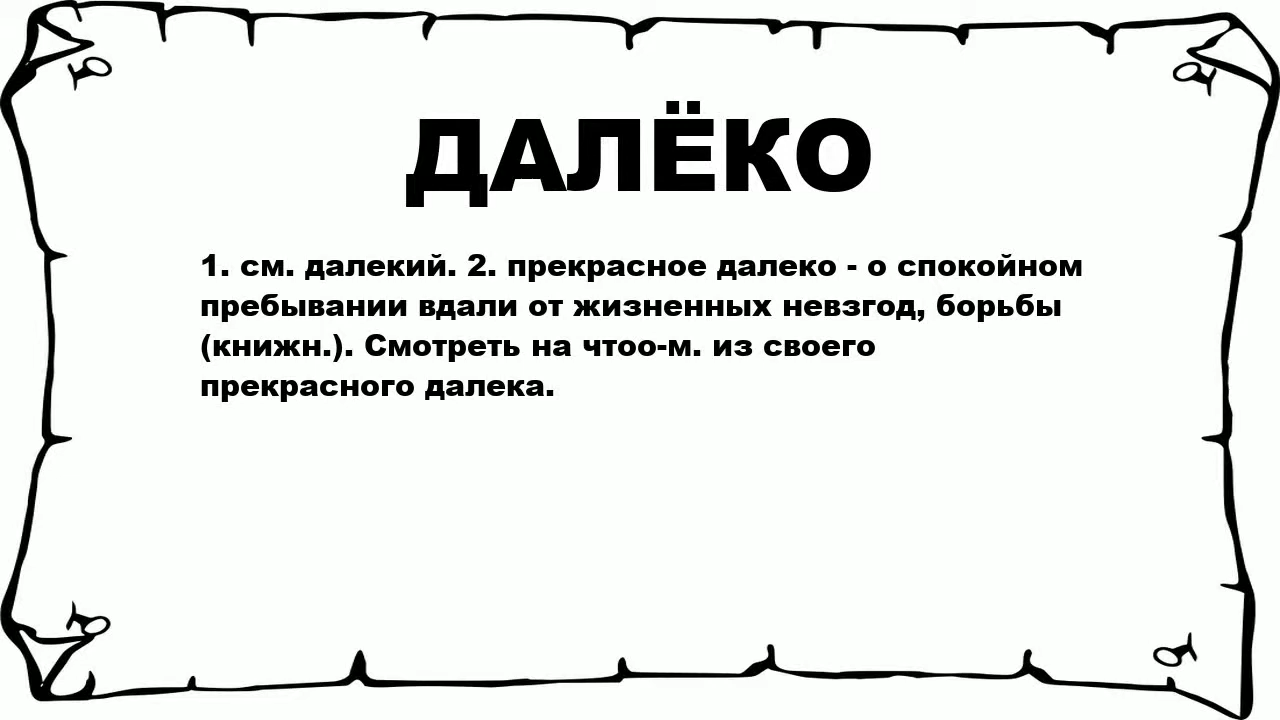 ДАЛЁКО
1. см. далекий. 2. прекрасное далеко - о спокойном
пребывании вдали от жизненных невзгод, борьбы
(книжн.). Смотреть на чтоо-м. из своего
прекрасного далека.